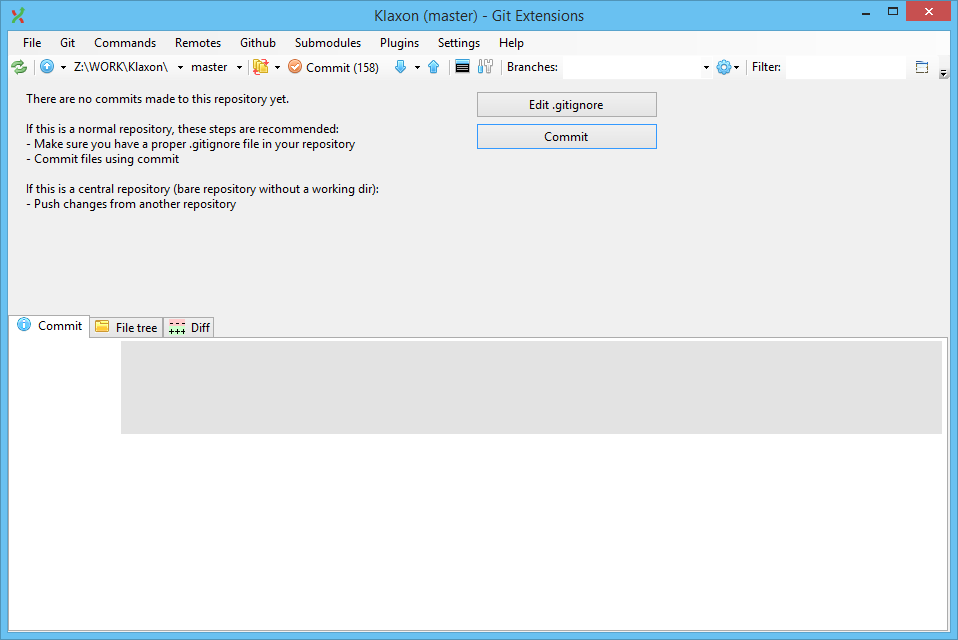 Klaxon (master) - Git Extensions
File Git Commands Remotes Github Submodules Plugins Settings Help
Z:\WORK\Klaxon\ master Commit (158) Branches: Filter:
There are no commits made to this repository yet.
Edit .gitignore
If this is a normal repository, these steps are recommended:
Commit
- Make sure you have a proper .gitignore file in your repository
- Commit files using commit
If this is a central repository (bare repository without a working dir):
- Push changes from another repository
Commit File tree Diff